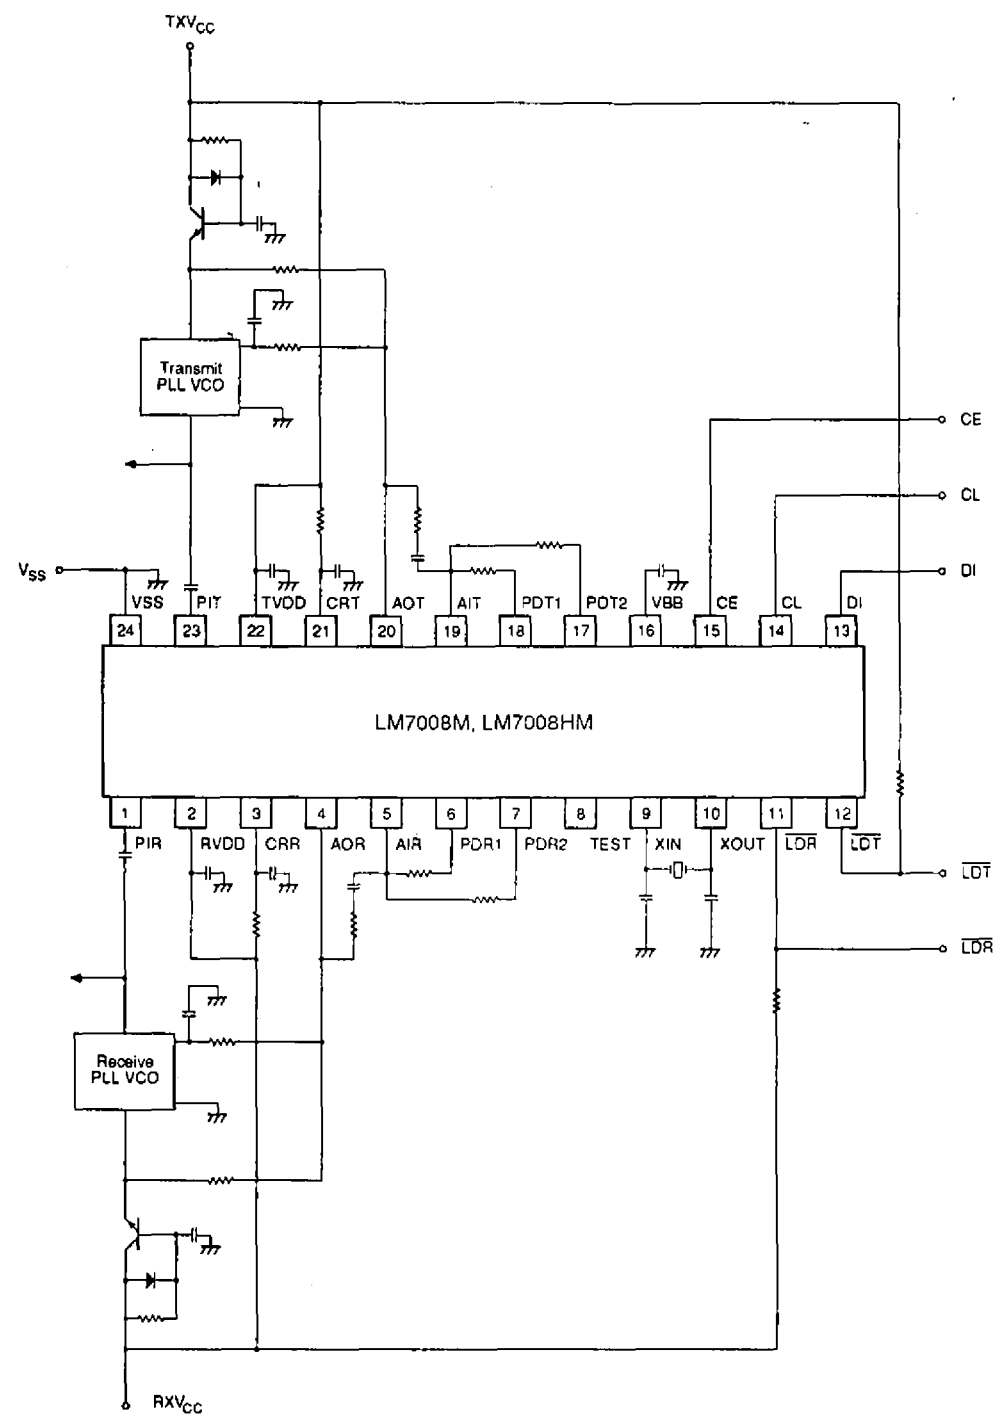 TXVCC
Transmit
PLL VCO
CE
CL
VSS
DI
VSS PIT TVDD CRT AOT AIT PDT1 PDT2 VBB CE CL DI
24 23 22 21 20 19 18 17 16 15 14 13
LM7008M, LM7008HM
1 2 3 4 5 6 7 8 9 10 11 12
PIR RVDD CRR AOR AIR PDR1 PDR2 TEST XIN XOUT LDR LDT
LDT
LDR
Receive
PLL VCO
RXVCC